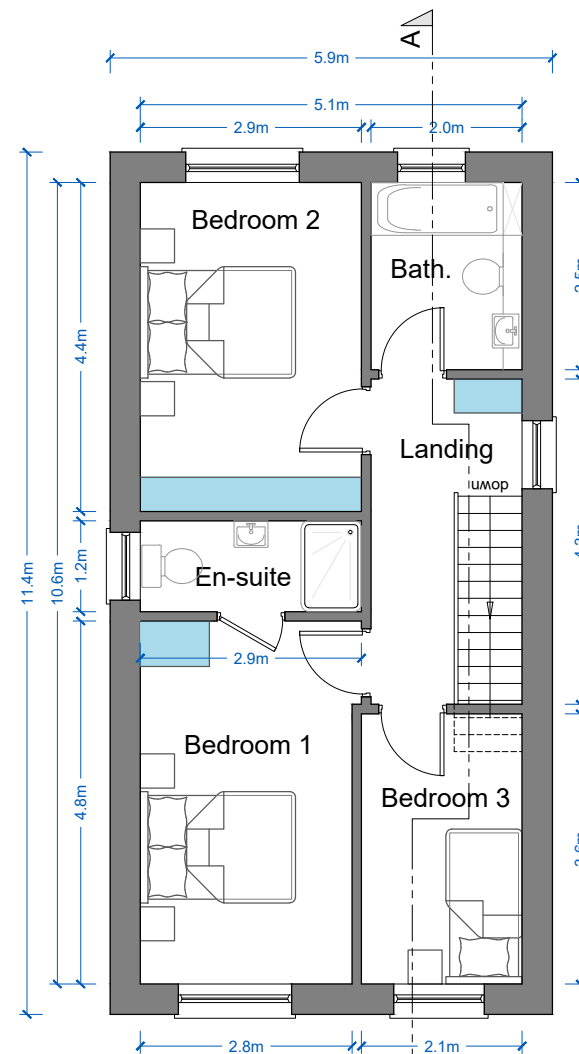 A
5.9m
5.1m
2.9m
2.0m
Bedroom 2
Bath.
4.4m
Landing
down
11.4m
10.6m
1.2m
En-suite
2.9m
Bedroom 1
4.8m
Bedroom 3
2.8m
2.1m